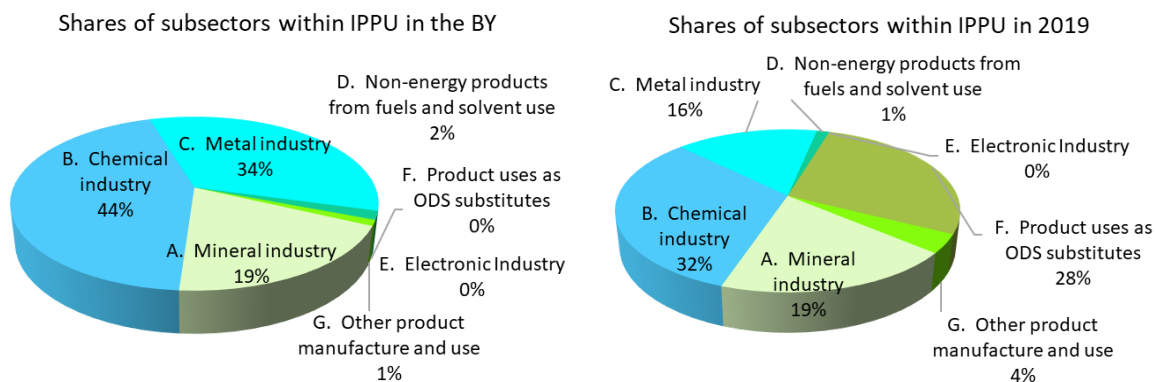 Shares of subsectors within IPPU in the BY
D. Non-energy products
from fuels and solvent use
2%
C. Metal industry
34%
B. Chemical
industry
44%
F. Product uses as
ODS substitutes
0%
A. Mineral industry
19%
E. Electronic Industry
0%
G. Other product
manufacture and use
1%
Shares of subsectors within IPPU in 2019
D. Non-energy products from
fuels and solvent use
1%
C. Metal industry
16%
E. Electronic Industry
0%
B. Chemical
industry
32%
F. Product uses as
ODS substitutes
28%
A. Mineral
industry
19%
G. Other product
manufacture and use
4%